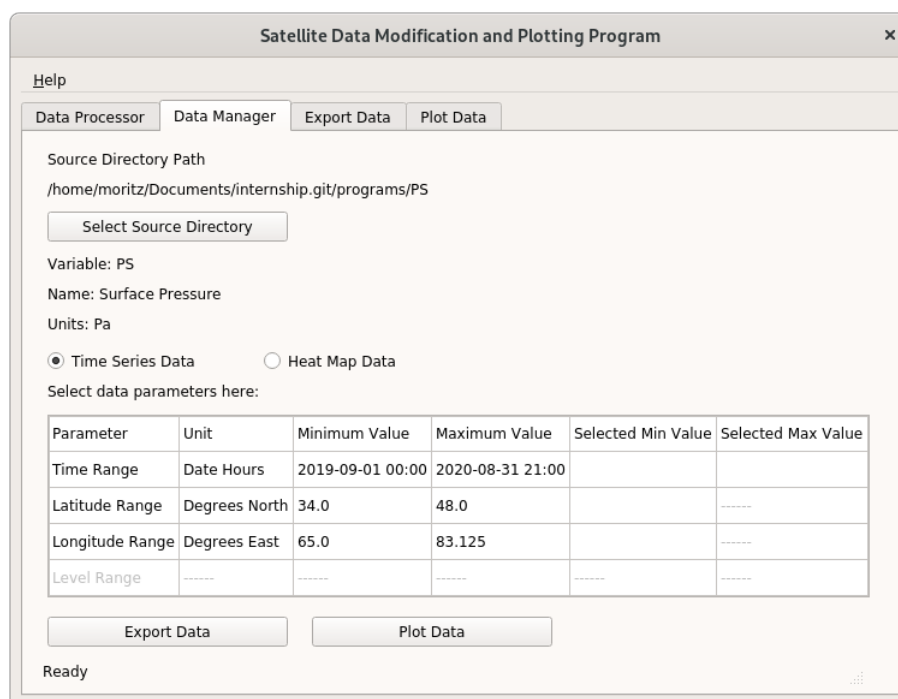 Satellite Data Modification and Plotting Program ×
Help
Data Processor Data Manager Export Data Plot Data
Source Directory Path
/home/moritz/Documents/internship.git/programs/PS
Select Source Directory
Variable: PS
Name: Surface Pressure
Units: Pa
Time Series Data Heat Map Data
Select data parameters here:
Parameter Unit Minimum Value Maximum Value Selected Min Value Selected Max Value
Time Range Date Hours 2019-09-01 00:00 2020-08-31 21:00
Latitude Range Degrees North 34.0 48.0 ------
Longitude Range Degrees East 65.0 83.125 ------
Level Range ------ ------ ------ ------ ------
Export Data Plot Data
Ready